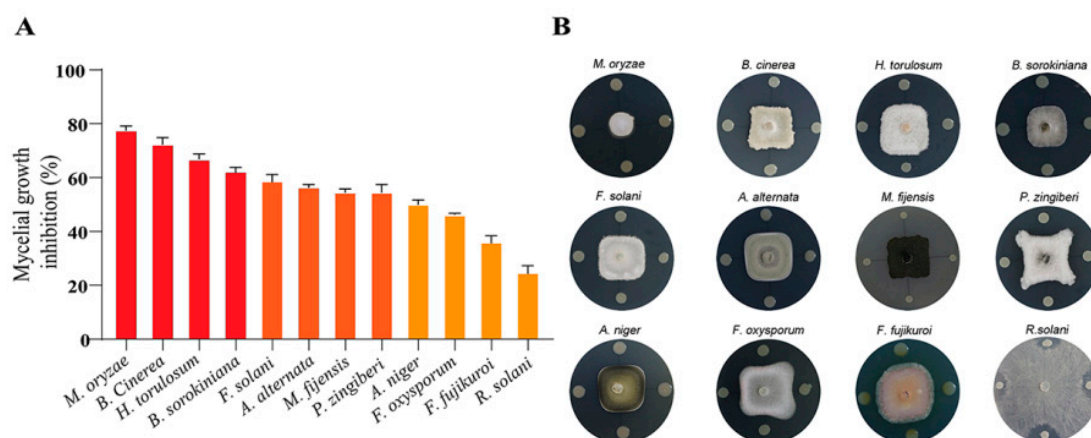 A
Mycelial growth
inhibition (%)
100
80
60
40
20
0
M. oryzae
B. Cinerea
H. torulosum
B. sorokiniana
F. solani
A. alternata
M. fijensis
P. zingiberi
A. niger
F. oxysporum
F. fujikuroi
R. solani
B
M. oryzae B. cinerea H. torulosum B. sorokiniana
F. solani A. alternata M. fijensis P. zingiberi
A. niger F. oxysporum F. fujikuroi R.solani